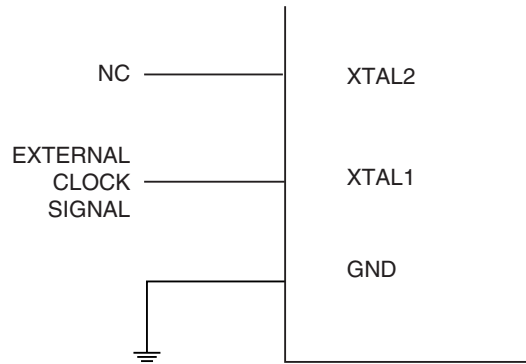 NC
XTAL2
EXTERNAL
CLOCK
SIGNAL
XTAL1
GND